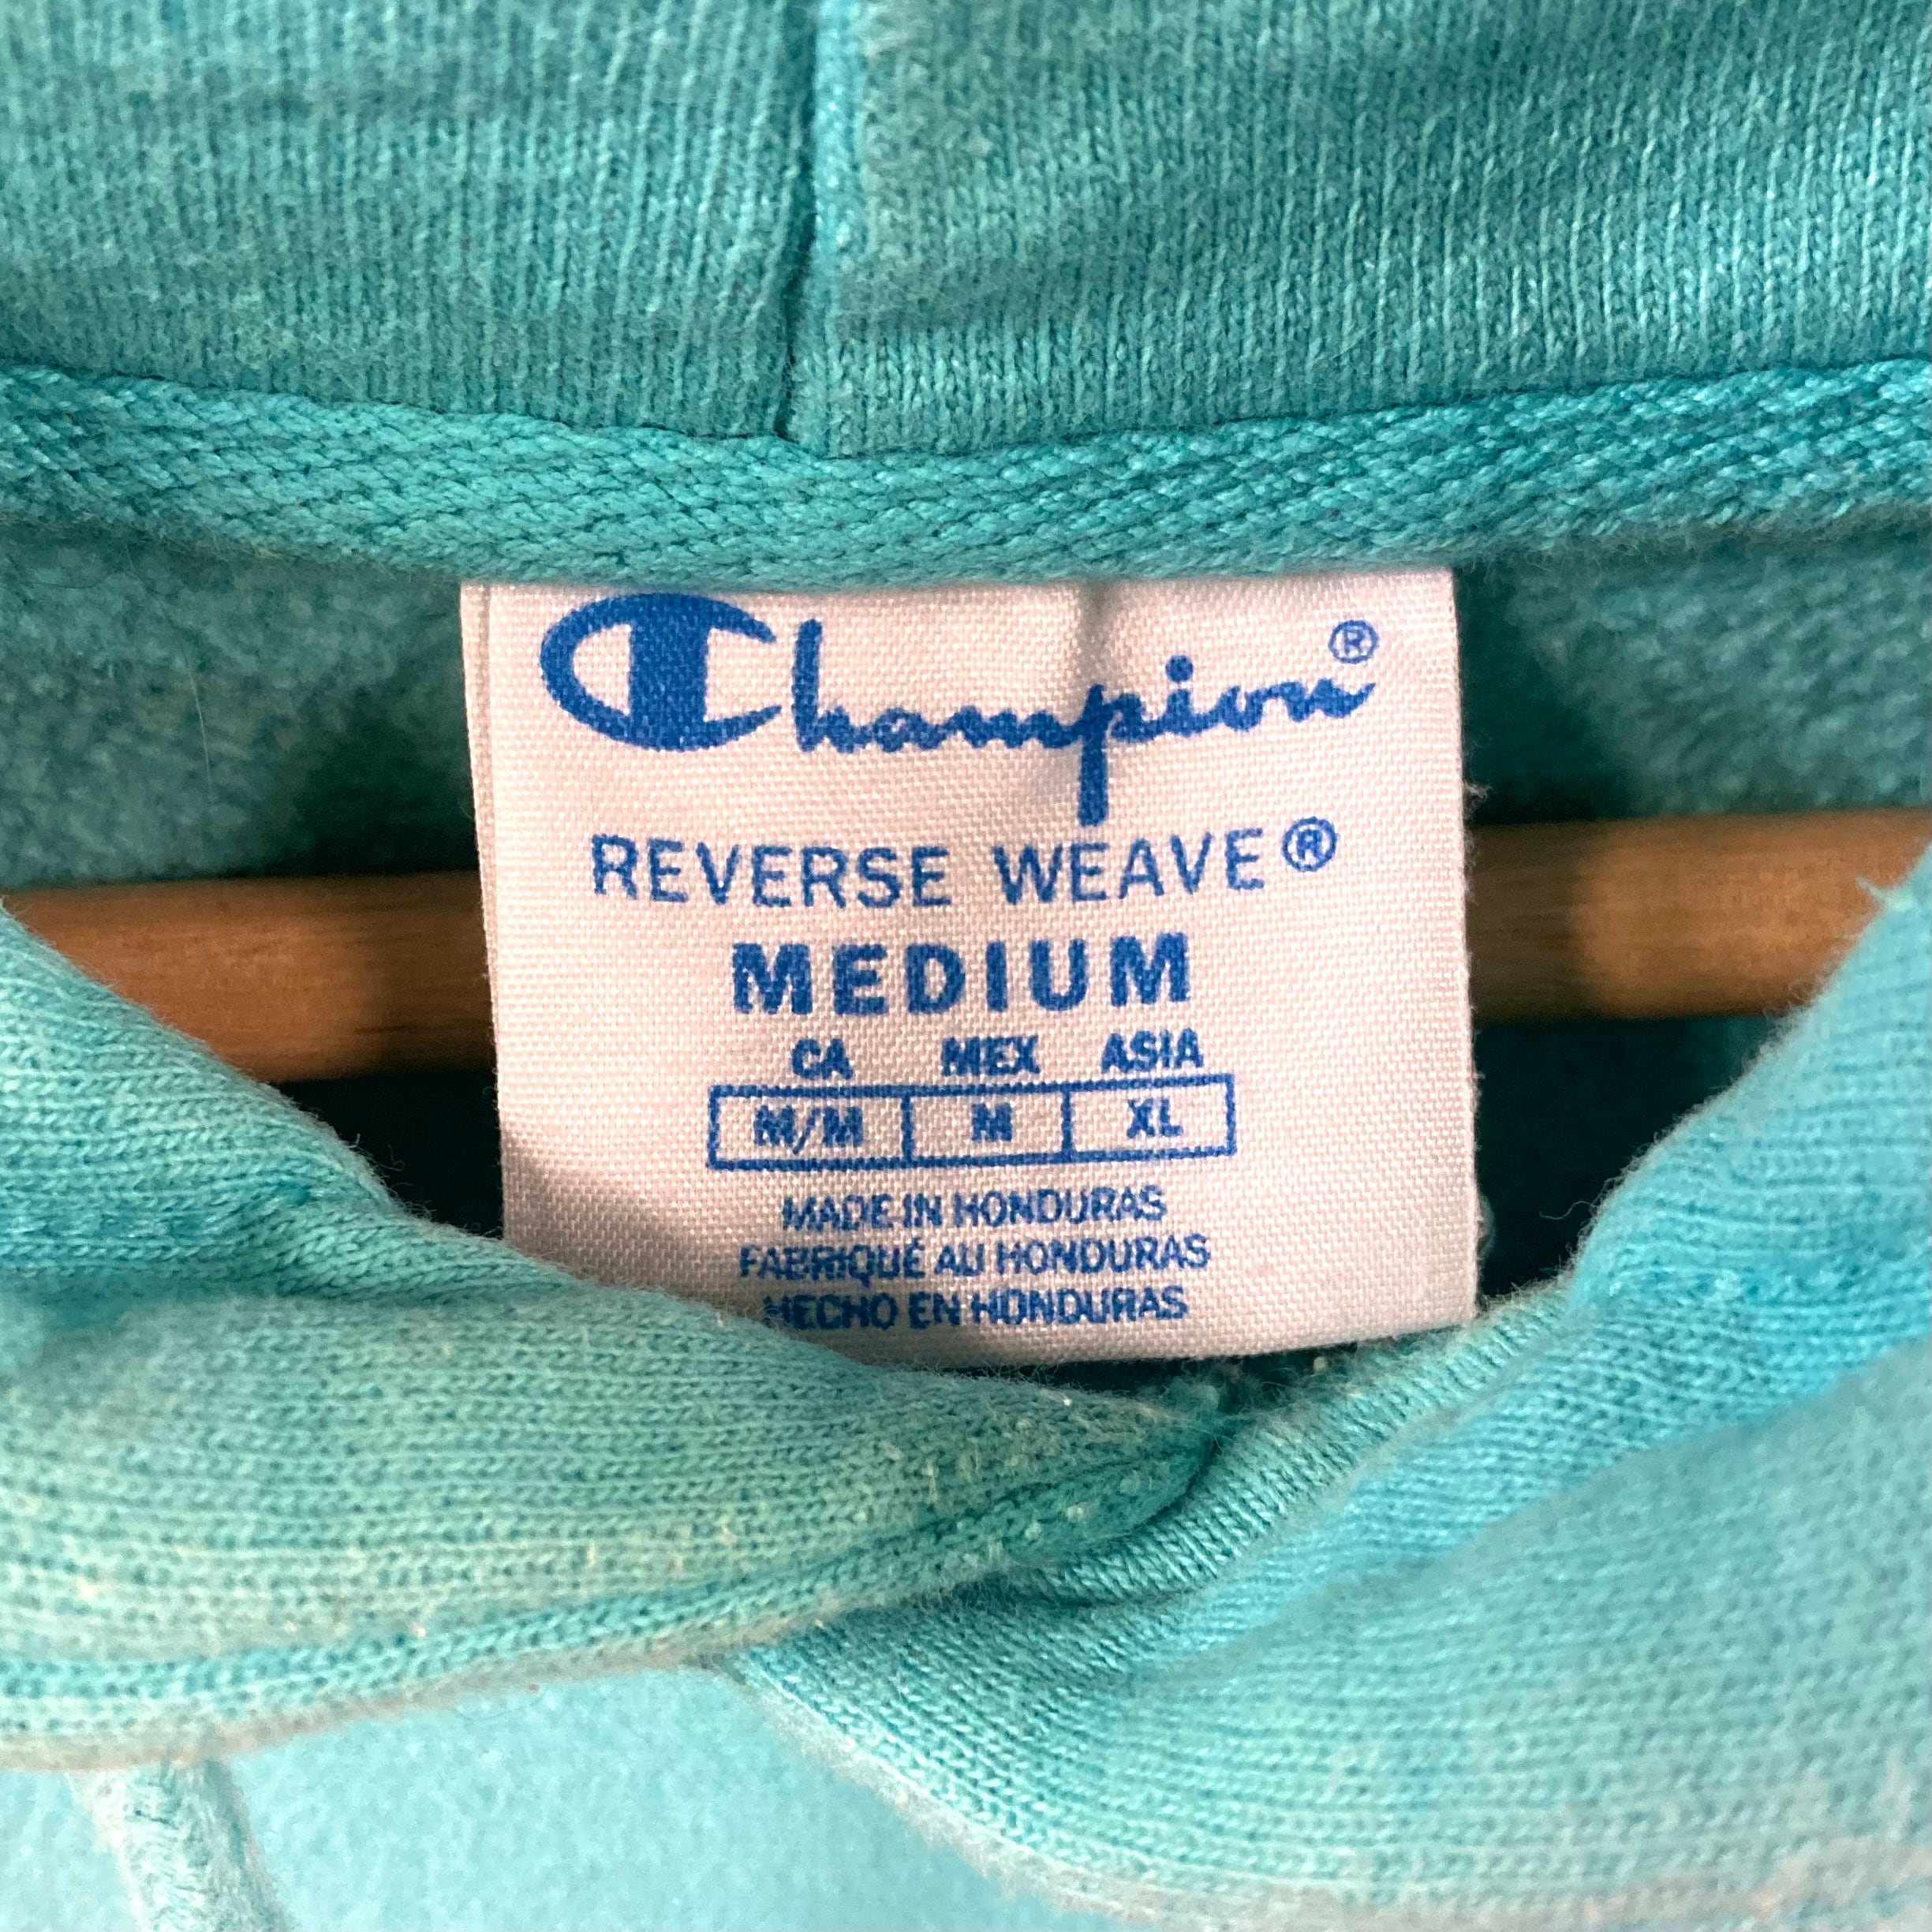 Champion®
REVERSE WEAVE®
MEDIUM
CA MEX ASIA
M/M M XL
MADE IN HONDURAS
FABRIQUÉ AU HONDURAS
HECHO EN HONDURAS